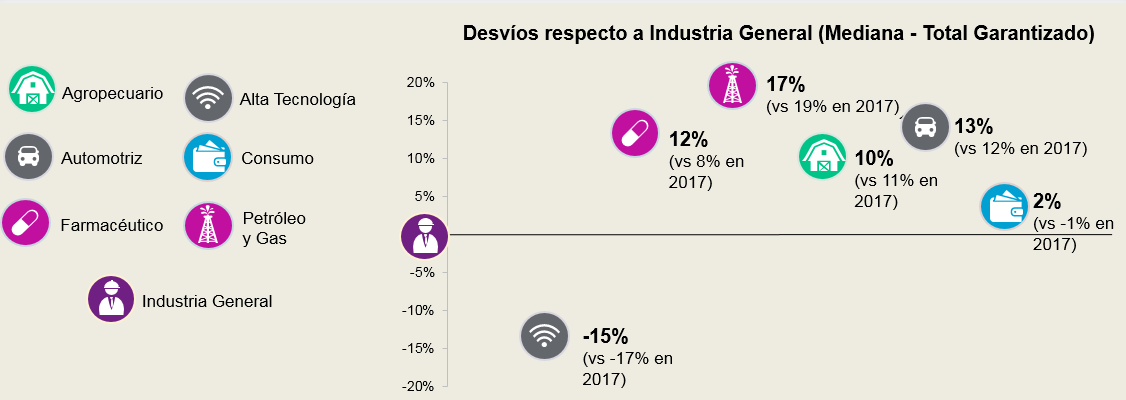 Desvíos respecto a Industria General (Mediana - Total Garantizado)
Agropecuario
Alta Tecnología
Automotriz
Consumo
Farmacéutico
Petróleo
y Gas
Industria General
20%
15%
10%
5%
-5%
-10%
-15%
-20%
-15%
(vs -17% en
2017)
12%
(vs 8% en
2017)
17%
(vs 19% en 2017)
10%
(vs 11% en
2017)
13%
(vs 12% en 2017)
2%
(vs -1% en
2017)